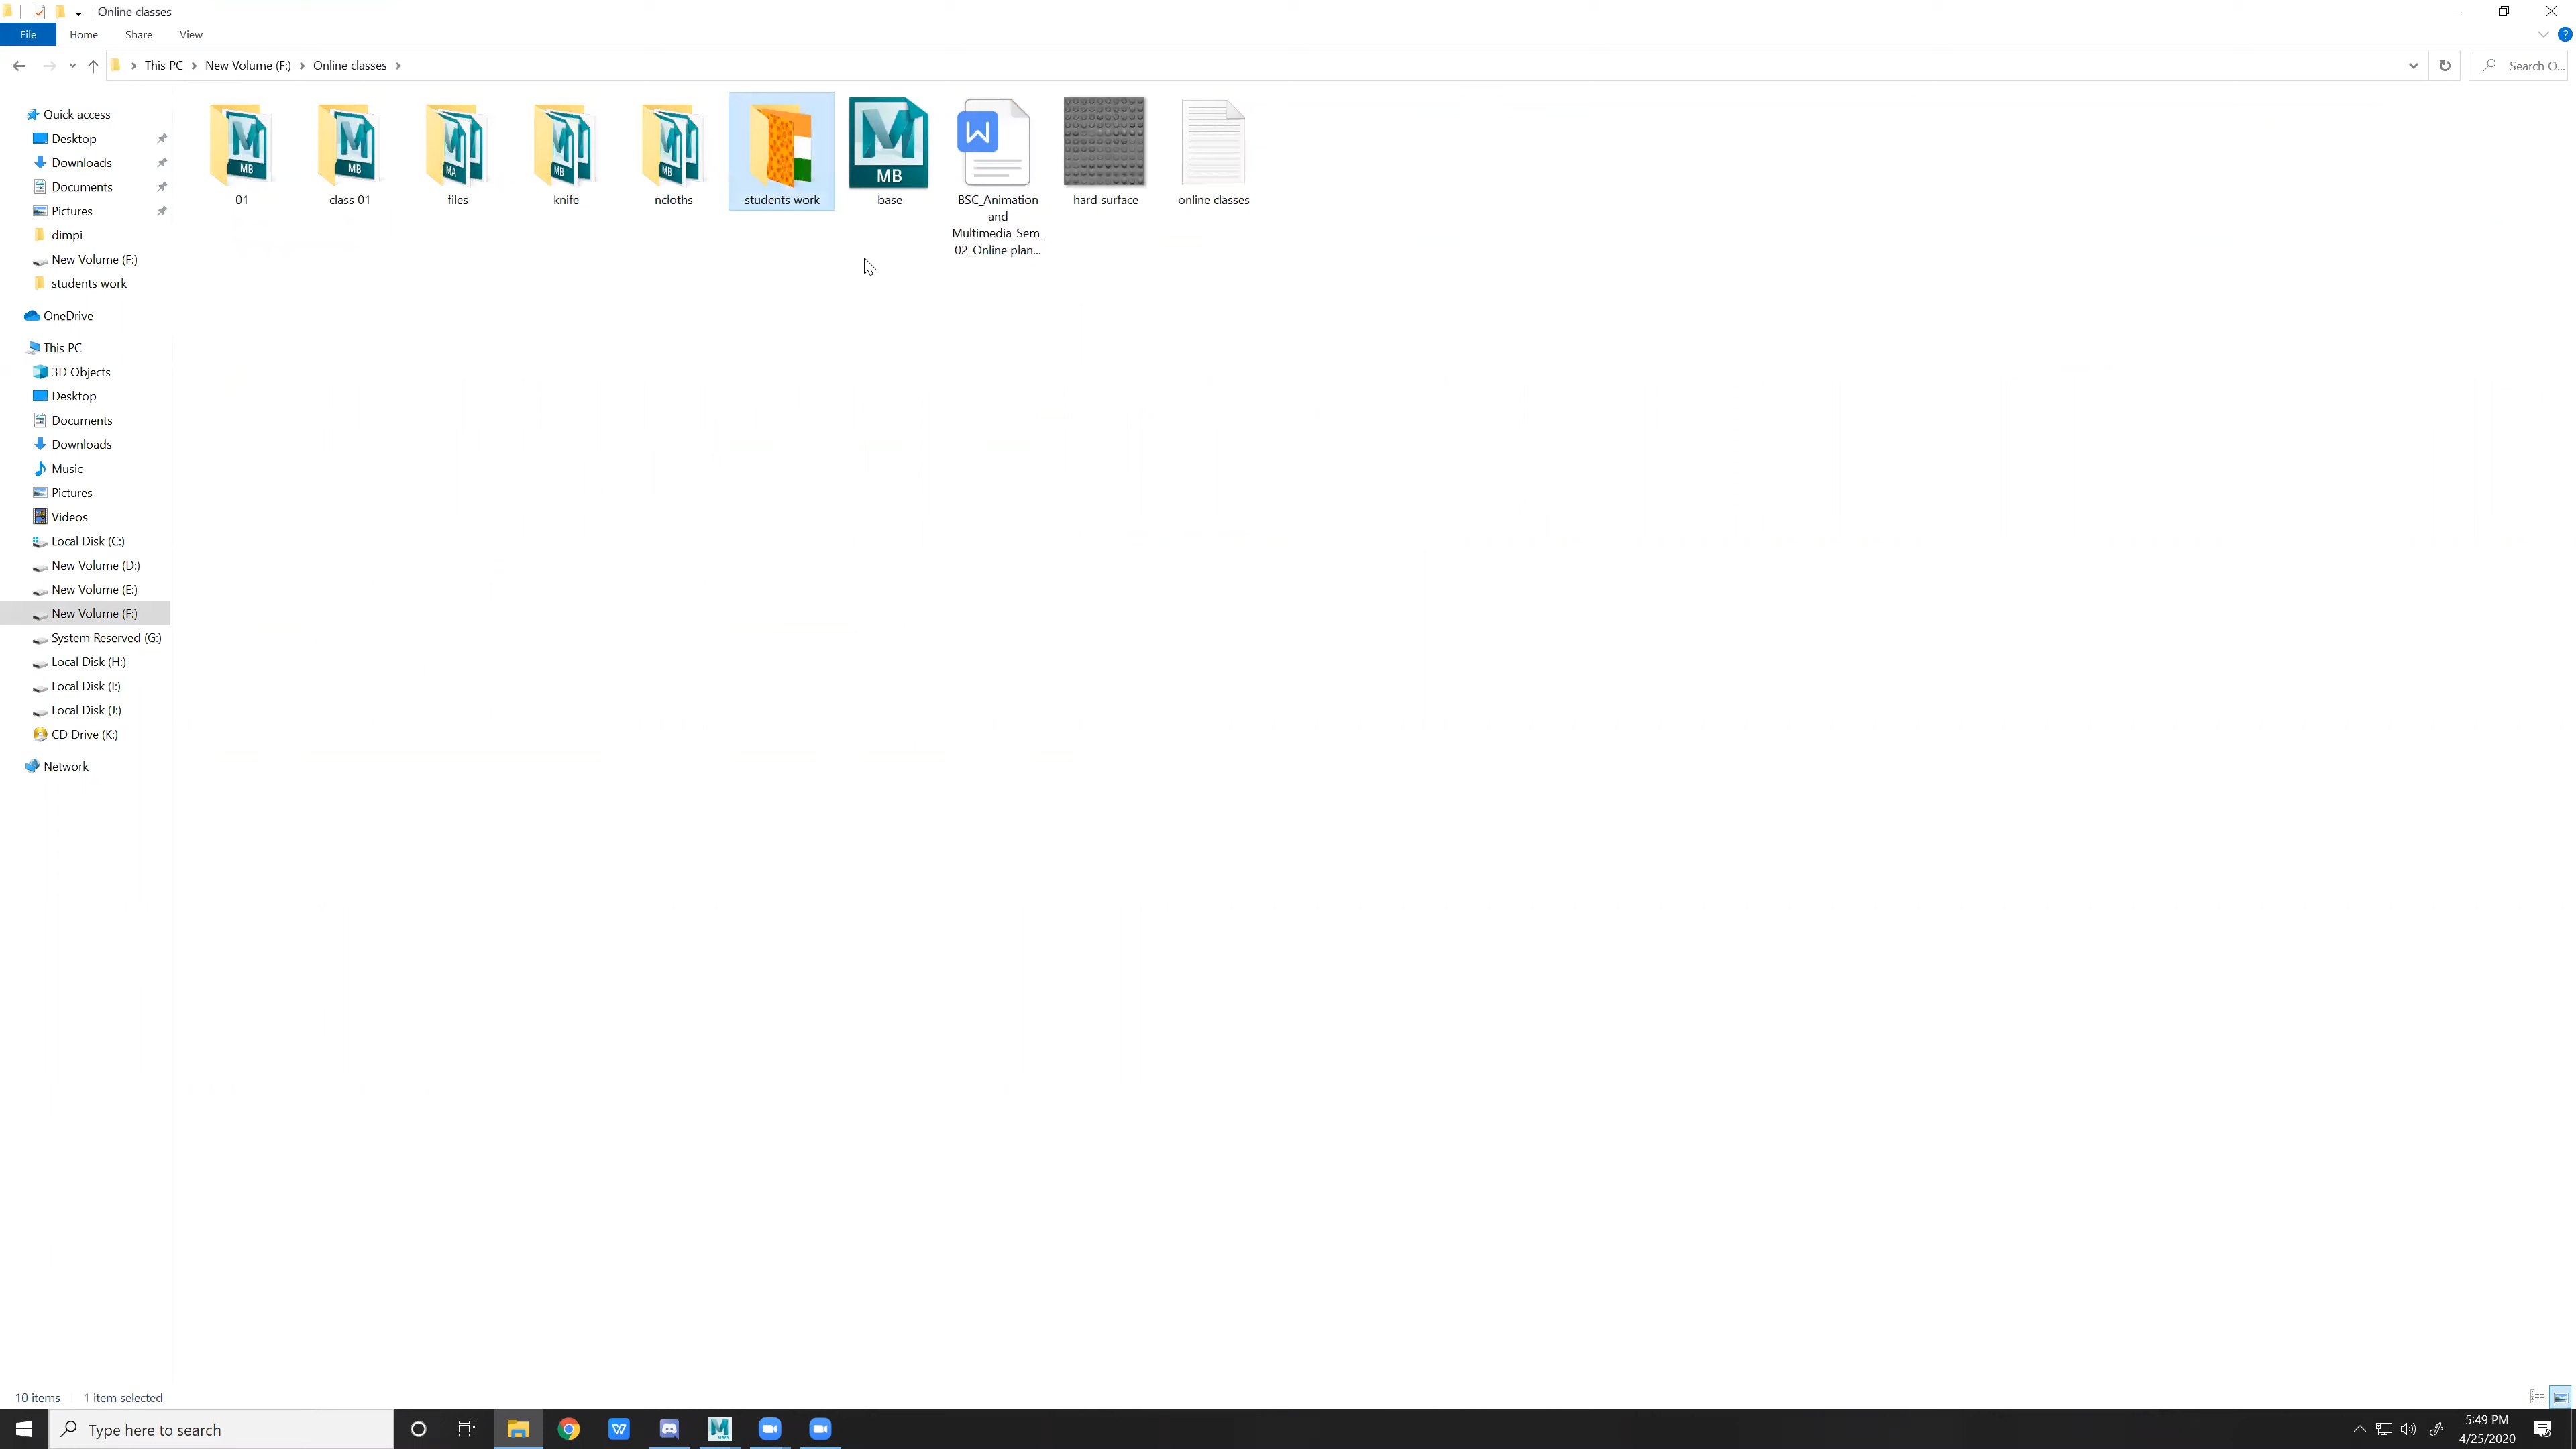 Online classes
File Home Share View
This PC New Volume (F:) Online classes
Search O...
Quick access
Desktop
Downloads
Documents
Pictures
dimpi
New Volume (F:)
students work
OneDrive
This PC
3D Objects
Desktop
Documents
Downloads
Music
Pictures
Videos
Local Disk (C:)
New Volume (D:)
New Volume (E:)
New Volume (F:)
System Reserved (G:)
Local Disk (H:)
Local Disk (I:)
Local Disk (J:)
CD Drive (K:)
Network
MB
01
MB
class 01
MA
files
MB
knife
MB
ncloths
students work
MB
base
W
BSC_Animation
and
Multimedia_Sem_
02_Online plan...
hard surface
online classes
10 items 1 item selected
Type here to search
5:49 PM
4/25/2020